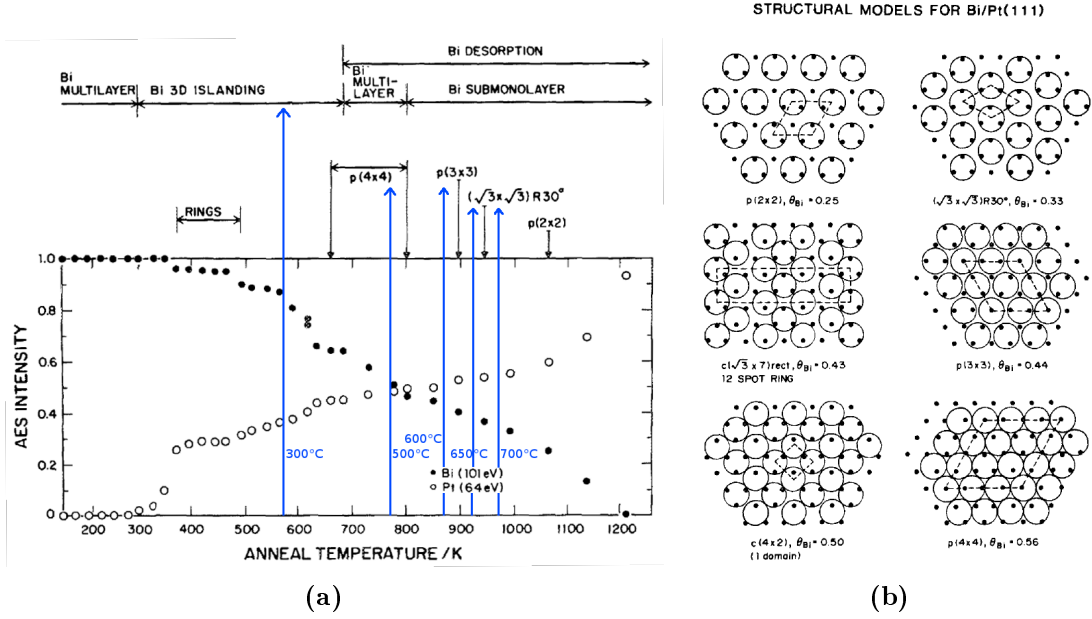 STRUCTURAL MODELS FOR Bi/Pt(111)
Bi DESORPTION
Bi MULTILAYER
Bi 3D ISLANDING
Bi MULTI-LAYER
Bi SUBMONOLAYER
p(4x4)
p(3x3)
(√3 x √3) R30°
p(2x2)
RINGS
1.0
0.8
0.6
0.4
0.2
0
AES INTENSITY
300°C
600°C
500°C
650°C
700°C
Bi (101eV)
Pt (64eV)
200 300 400 500 600 700 800 900 1000 1100
ANNEAL TEMPERATURE /K
(a)
p(2x2), θBi = 0.25
(√3 x √3)R30°, θBi = 0.33
c(√3 x 7)rect, θBi = 0.43
12 SPOT RING
p(3x3), θBi = 0.44
c(4x2), θBi = 0.50
(1 domain)
p(4x4), θBi = 0.56
(b)